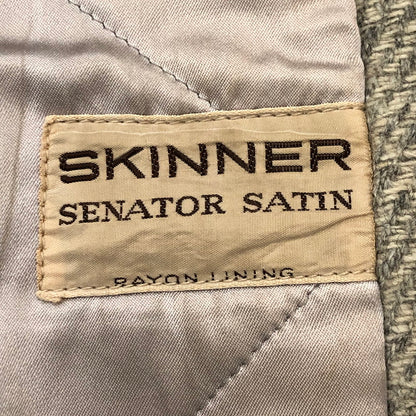 SKINNER
SENATOR SATIN
RAYON LINING